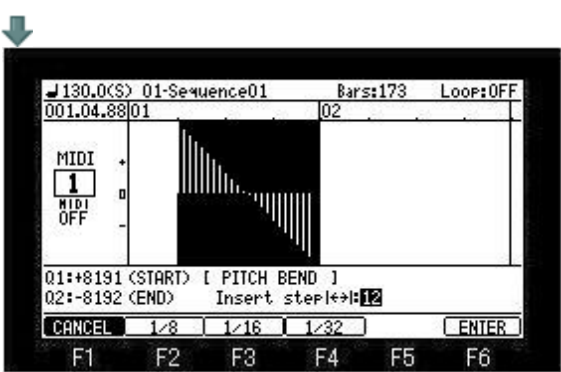 ♩130.0(S) 01-Sequence01 Bars:173 Loop:OFF
001.04.88 01 02
MIDI +
1 0
MIDI
OFF -
Q1:+8191 (START) [ PITCH BEND ]
Q2:-8192 (END) Insert step|↔|:12
CANCEL 1/8 1/16 1/32 ENTER
F1 F2 F3 F4 F5 F6